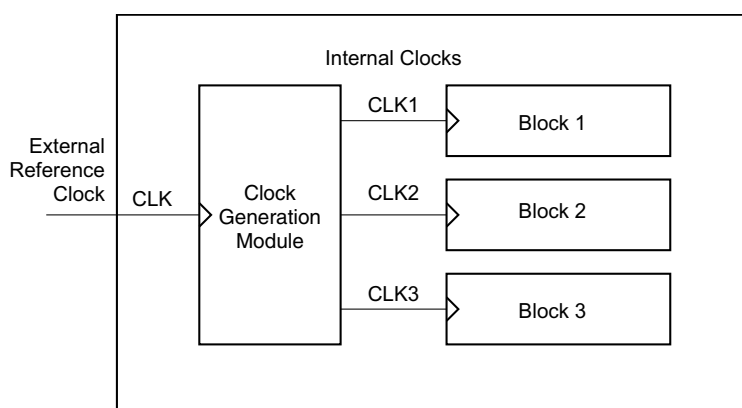 Internal Clocks
External
Reference
Clock
CLK
Clock
Generation
Module
CLK1
Block 1
CLK2
Block 2
CLK3
Block 3